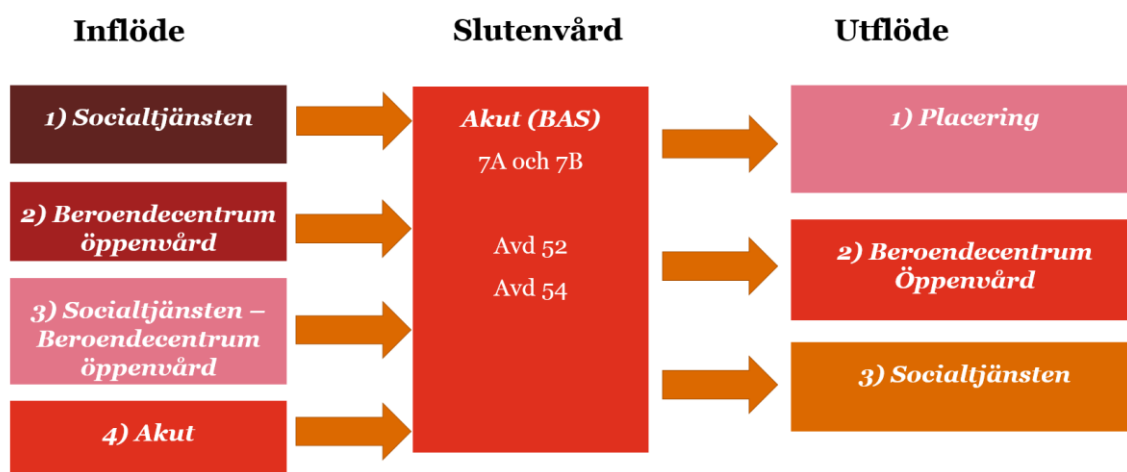 Inflöde
Slutenvård
Utflöde
1) Socialtjänsten
2) Beroendecentrum
öppenvård
3) Socialtjänsten –
Beroendecentrum
öppenvård
4) Akut
Akut (BAS)
7A och 7B
Avd 52
Avd 54
1) Placering
2) Beroendecentrum
Öppenvård
3) Socialtjänsten